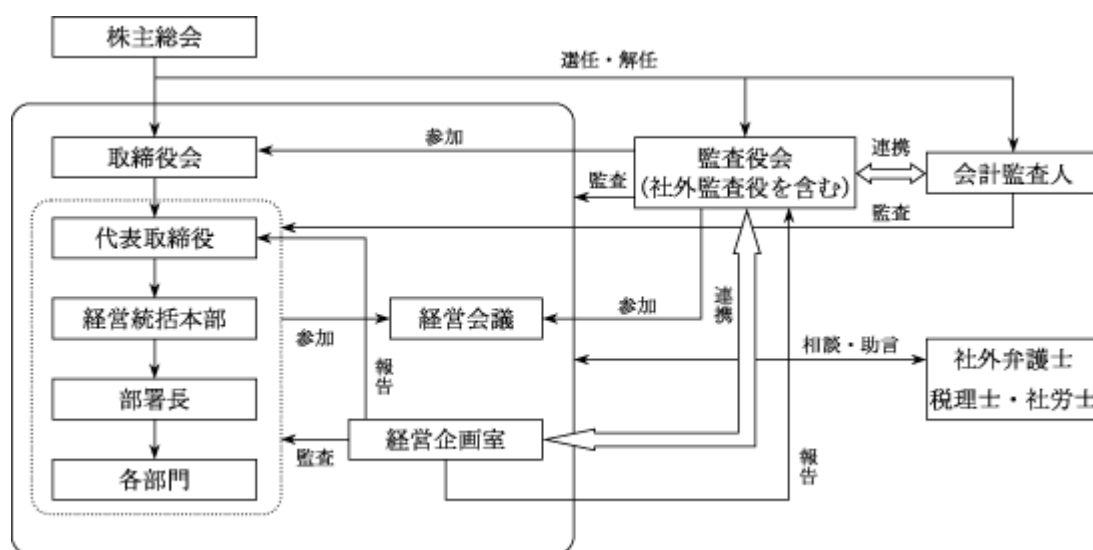 株主総会
選任・解任
取締役会
参加
監査役会
(社外監査役を含む)
連携
会計監査人
監査
監査
代表取締役
経営統括本部
参加
経営会議
参加
連携
報告
相談・助言
社外弁護士
税理士・社労士
部署長
経営企画室
監査
各部門
報告